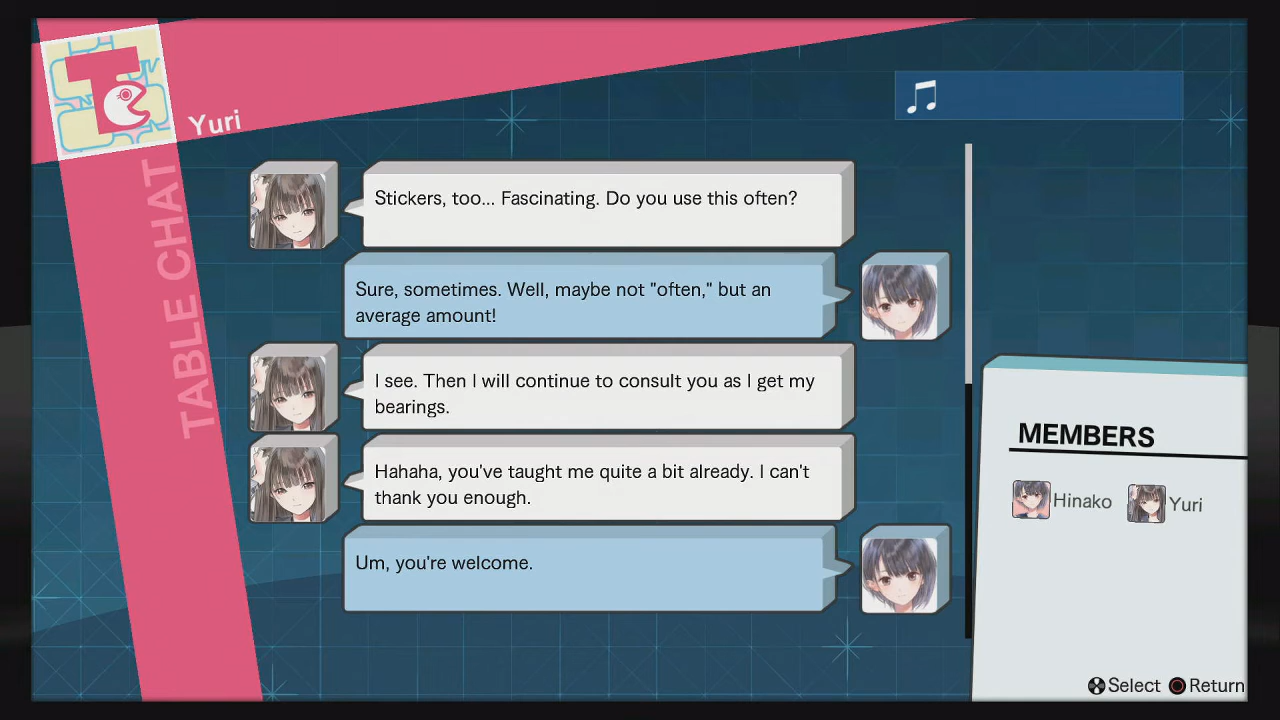 T
Yuri
TABLE CHAT
Stickers, too... Fascinating. Do you use this often?
Sure, sometimes. Well, maybe not "often," but an
average amount!
I see. Then I will continue to consult you as I get my
bearings.
Hahaha, you've taught me quite a bit already. I can't
thank you enough.
Um, you're welcome.
MEMBERS
Hinako Yuri
Select Return